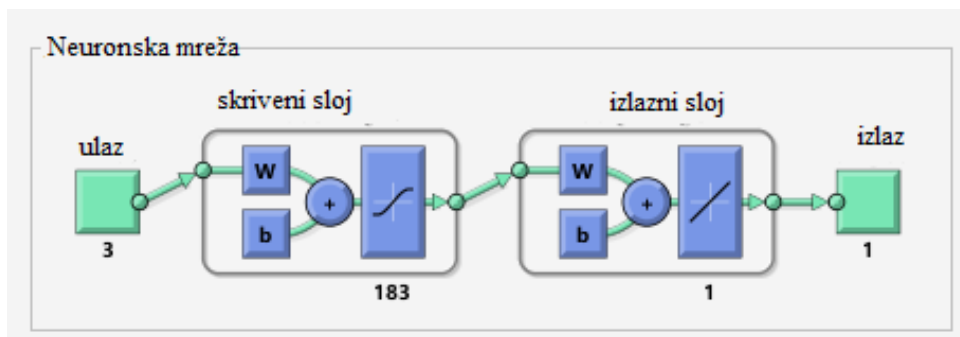 Neuronska mreža
skriveni sloj
izlazni sloj
ulaz
izlaz
W
b
+
W
b
+
3
183
1
1